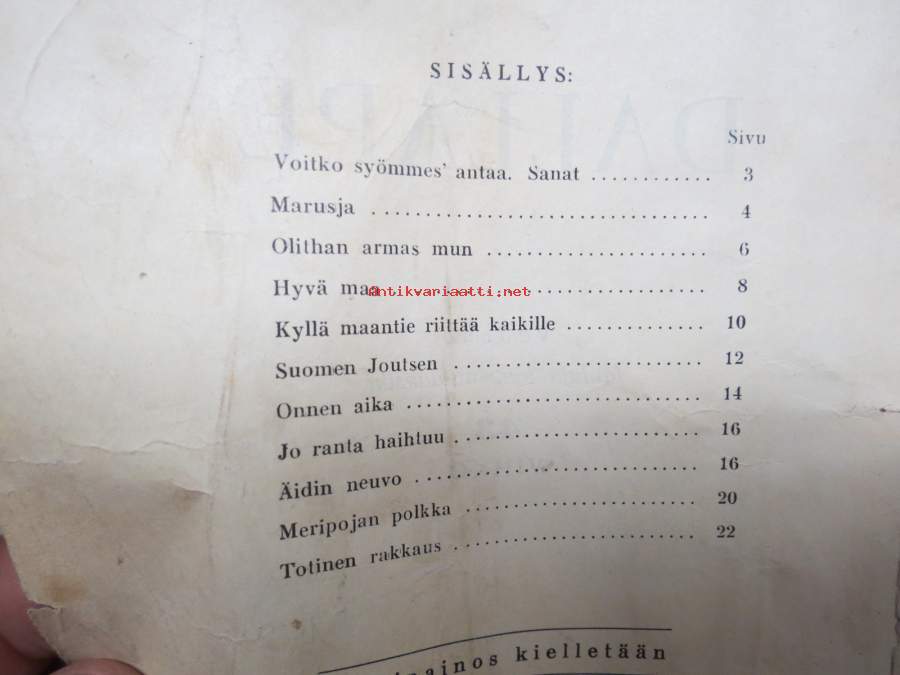 SISÄLLYS:
Sivu
Voitko syömmes' antaa. Sanat ............ 3
Marusja ................................ 4
Olithan armas mun ...................... 6
Hyvä maa ................ 8
antikvariaatti.net
Kyllä maantie riittää kaikille .............. 10
Suomen Joutsen ........................ 12
Onnen aika ............................ 14
Jo ranta haihtuu ........................ 16
Äidin neuvo ........................... 16
Meripojan polkka ...................... 20
Totinen rakkaus ....................... 22
kielletään